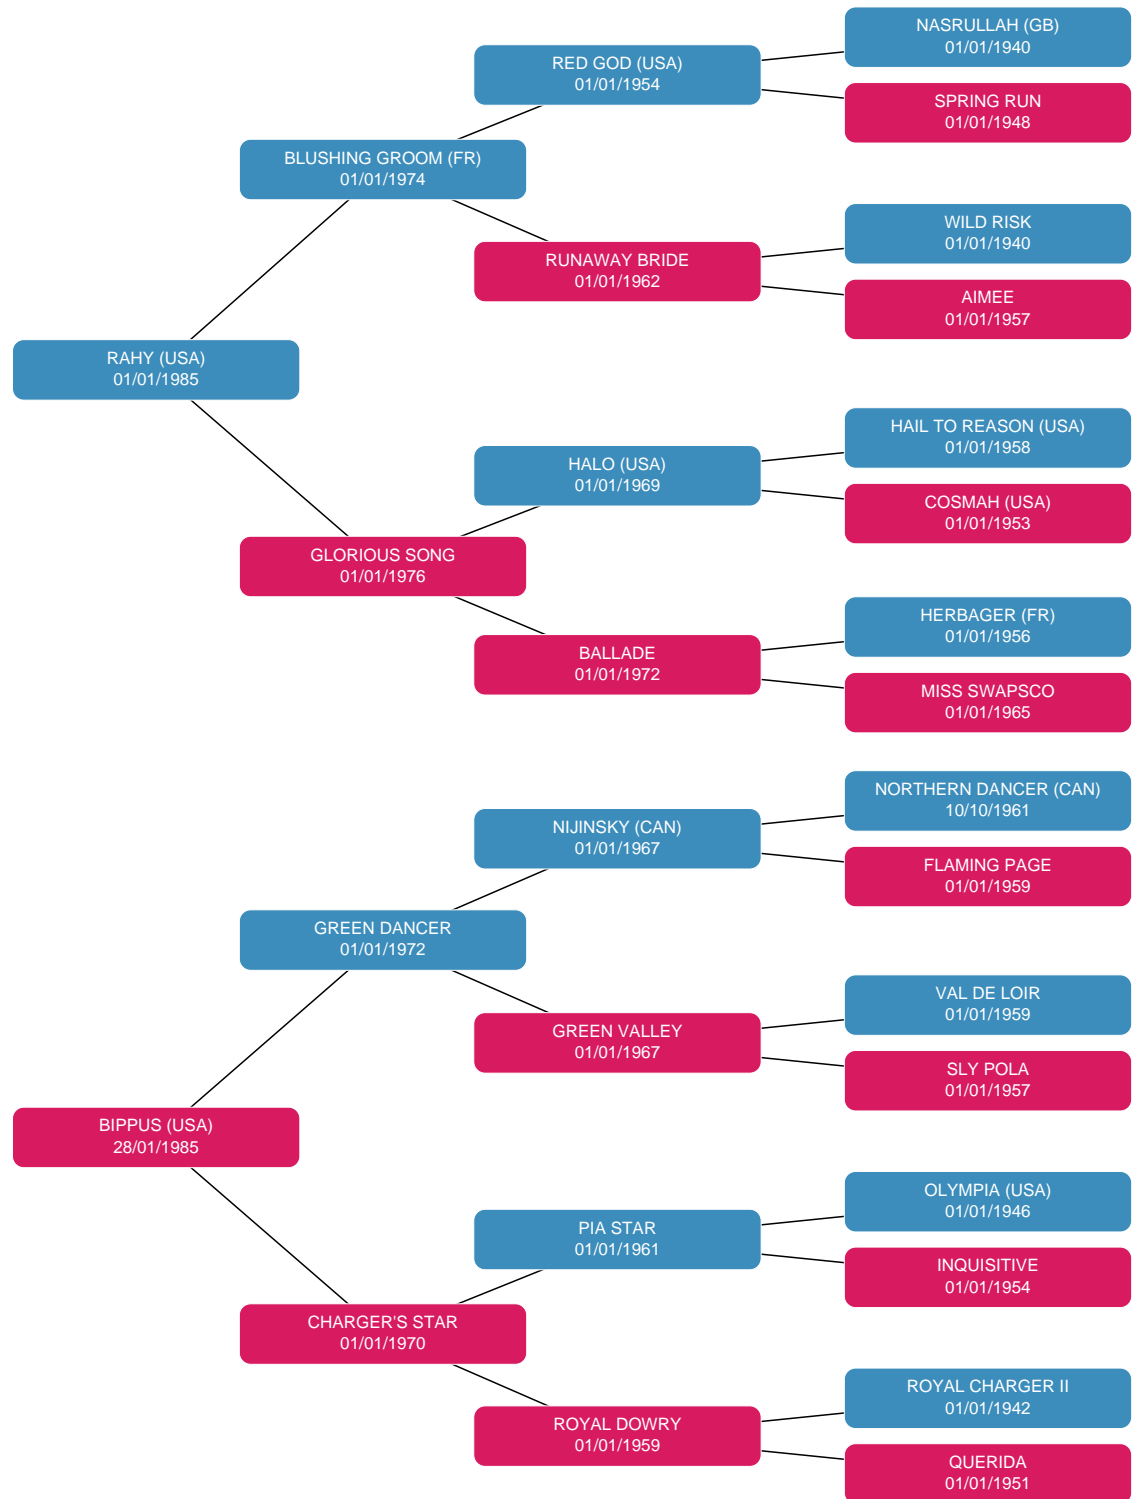 NASRULLAH (GB)
01/01/1940
RED GOD (USA)
01/01/1954
SPRING RUN
01/01/1948
BLUSHING GROOM (FR)
01/01/1974
WILD RISK
01/01/1940
RUNAWAY BRIDE
01/01/1962
AIMEE
01/01/1957
RAHY (USA)
01/01/1985
HAIL TO REASON (USA)
01/01/1958
HALO (USA)
01/01/1969
COSMAH (USA)
01/01/1953
GLORIOUS SONG
01/01/1976
HERBAGER (FR)
01/01/1956
BALLADE
01/01/1972
MISS SWAPSCO
01/01/1965
NORTHERN DANCER (CAN)
10/10/1961
NIJINSKY (CAN)
01/01/1967
FLAMING PAGE
01/01/1959
GREEN DANCER
01/01/1972
VAL DE LOIR
01/01/1959
GREEN VALLEY
01/01/1967
SLY POLA
01/01/1957
BIPPUS (USA)
28/01/1985
OLYMPIA (USA)
01/01/1946
PIA STAR
01/01/1961
INQUISITIVE
01/01/1954
CHARGER'S STAR
01/01/1970
ROYAL CHARGER II
01/01/1942
ROYAL DOWRY
01/01/1959
QUERIDA
01/01/1951